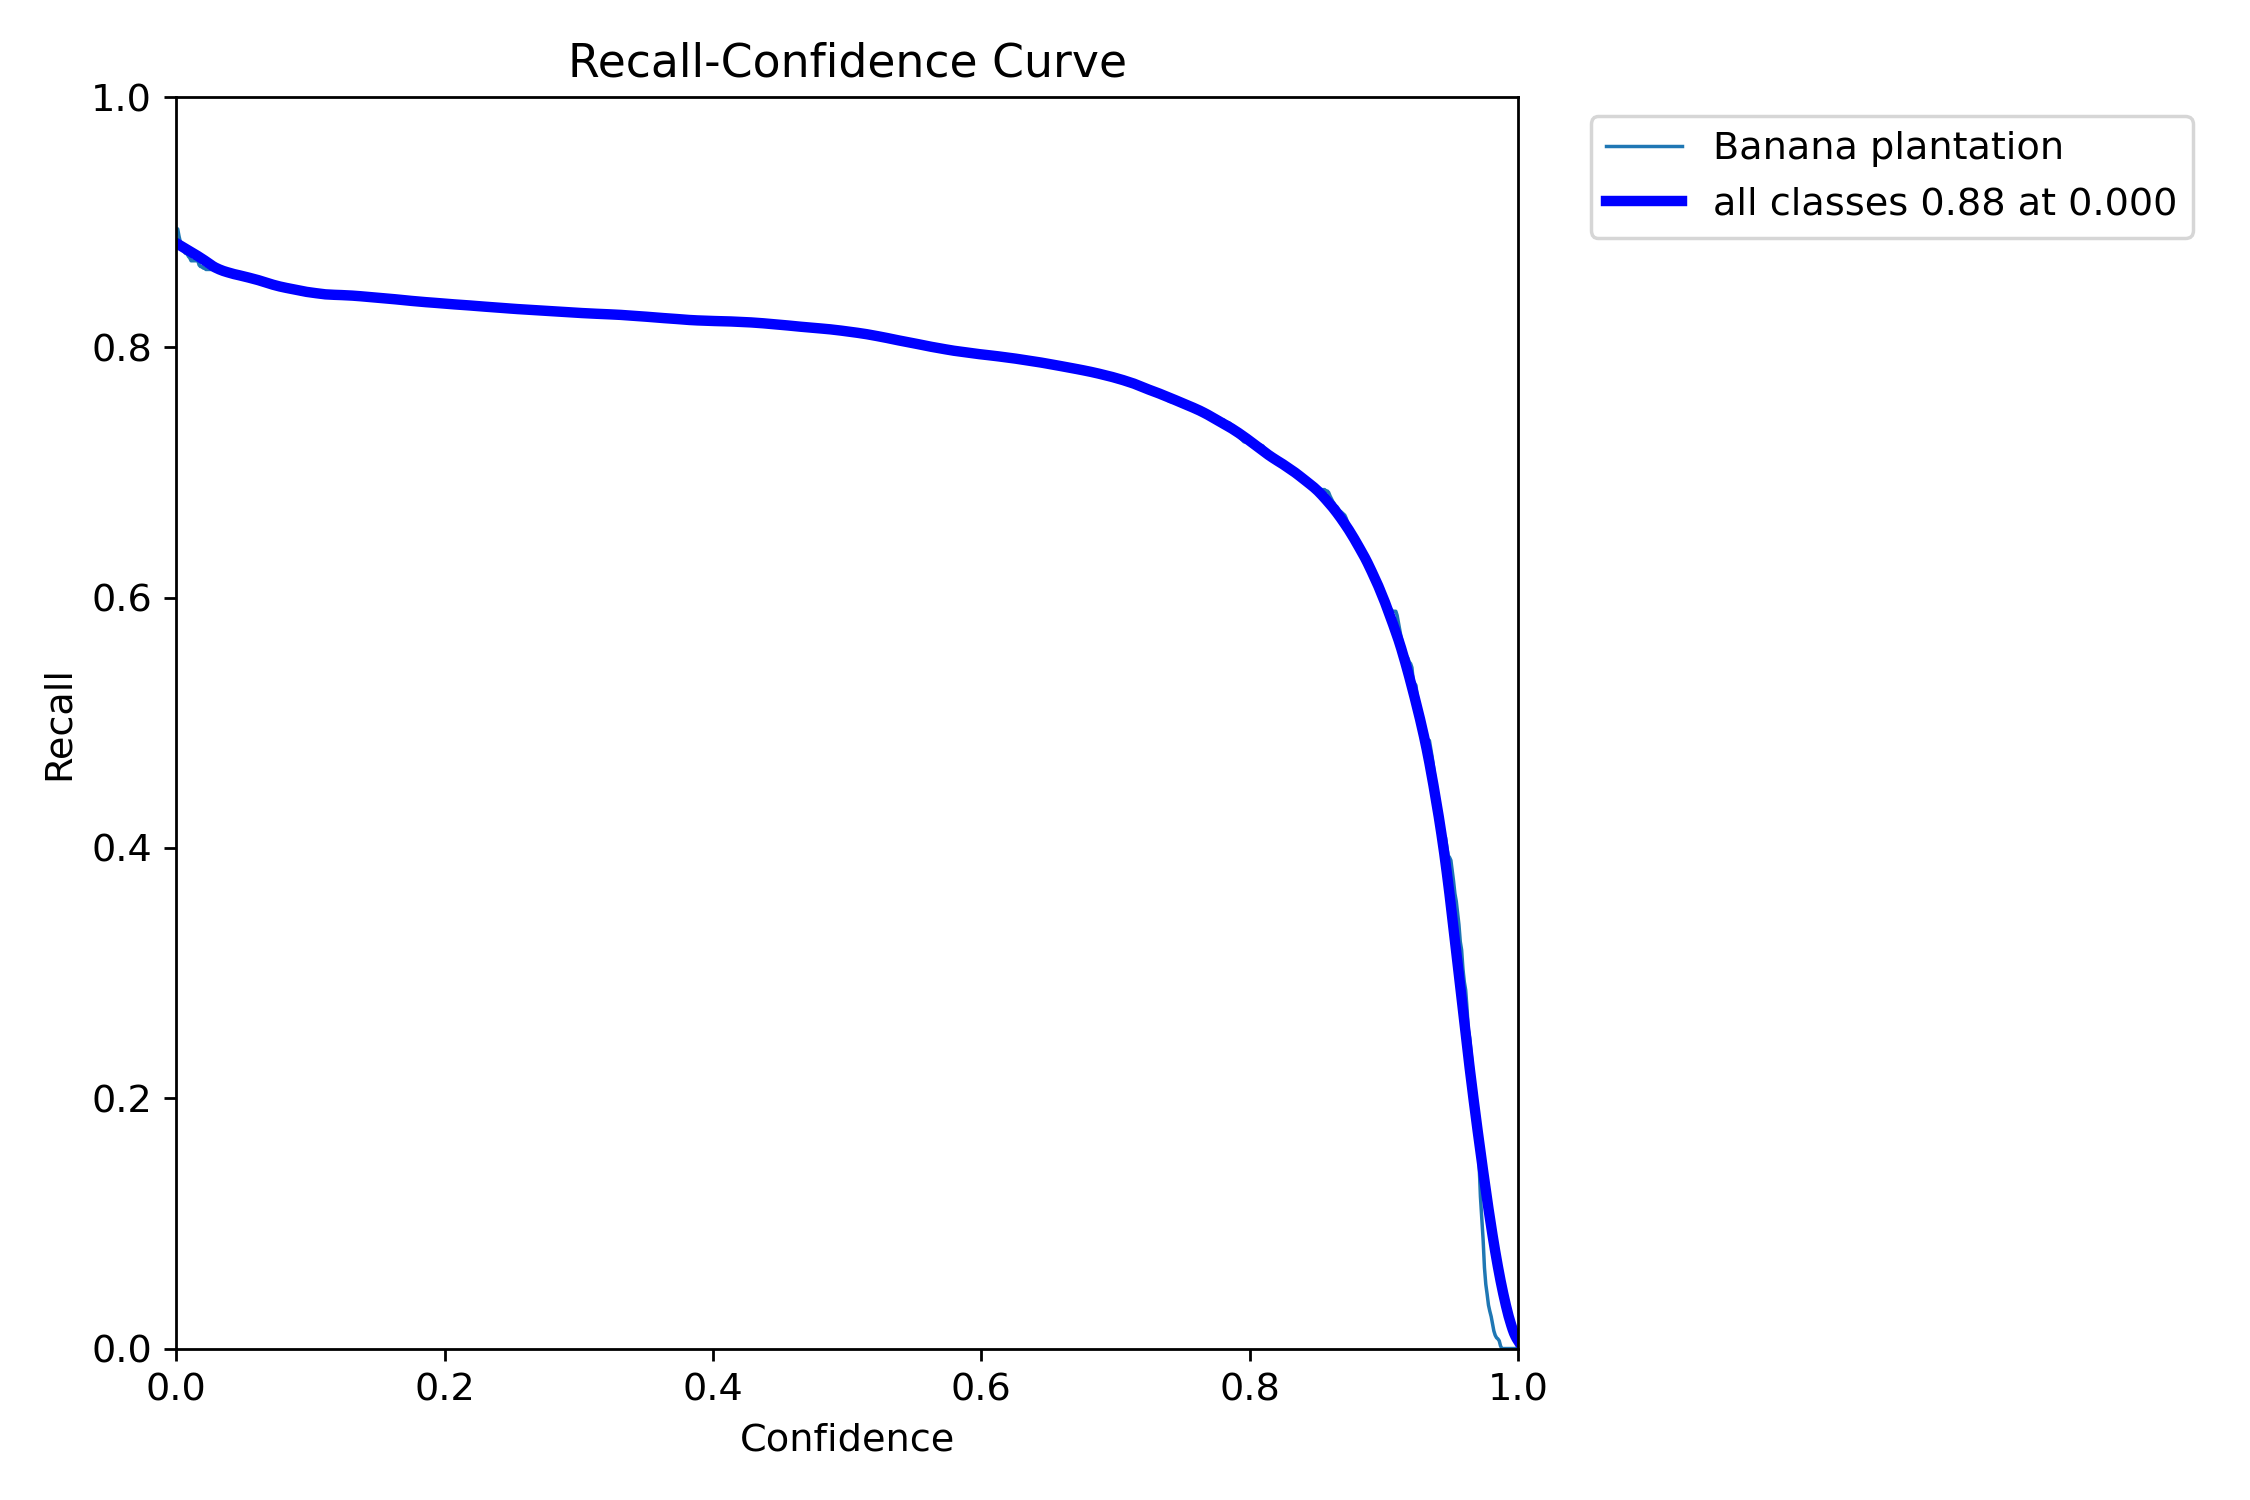 Recall-Confidence Curve
Banana plantation
all classes 0.88 at 0.000
1.0
0.8
0.6
0.4
0.2
0.0
Recall
0.0 0.2 0.4 0.6 0.8 1.0
Confidence